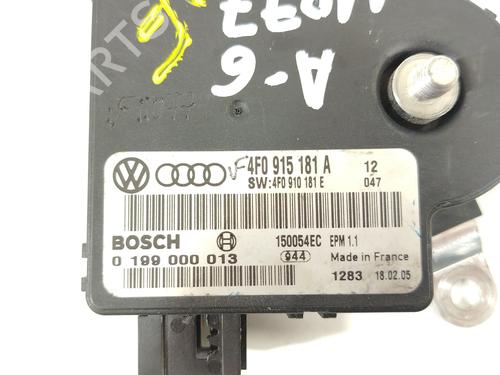 A-6
4F0 915 181 A 12
SW:4F0 910 181 E 047
BOSCH 150054EC EPM 1.1
0 199 000 013 944 Made in France
1283 18.02.05